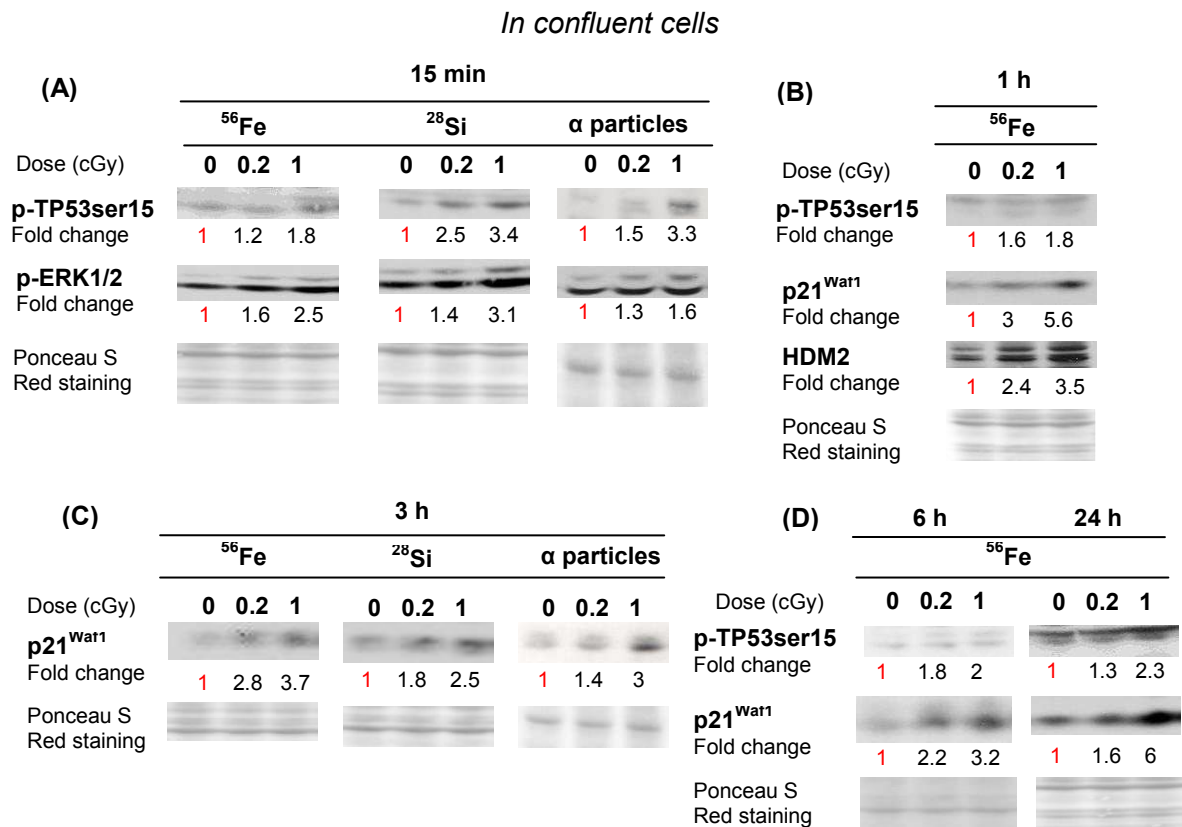 In confluent cells
(A)
15 min
⁵⁶Fe ²⁸Si α particles
Dose (cGy) 0 0.2 1 0 0.2 1 0 0.2 1
p-TP53ser15
Fold change 1 1.2 1.8 1 2.5 3.4 1 1.5 3.3
p-ERK1/2
Fold change 1 1.6 2.5 1 1.4 3.1 1 1.3 1.6
Ponceau S
Red staining
(B)
1 h
⁵⁶Fe
Dose (cGy) 0 0.2 1
p-TP53ser15
Fold change 1 1.6 1.8
p21ᵂᵃᶠ¹
Fold change 1 3 5.6
HDM2
Fold change 1 2.4 3.5
Ponceau S
Red staining
(C)
3 h
⁵⁶Fe ²⁸Si α particles
Dose (cGy) 0 0.2 1 0 0.2 1 0 0.2 1
p21ᵂᵃᶠ¹
Fold change 1 2.8 3.7 1 1.8 2.5 1 1.4 3
Ponceau S
Red staining
(D)
6 h 24 h
⁵⁶Fe
Dose (cGy) 0 0.2 1 0 0.2 1
p-TP53ser15
Fold change 1 1.8 2 1 1.3 2.3
p21ᵂᵃᶠ¹
Fold change 1 2.2 3.2 1 1.6 6
Ponceau S
Red staining